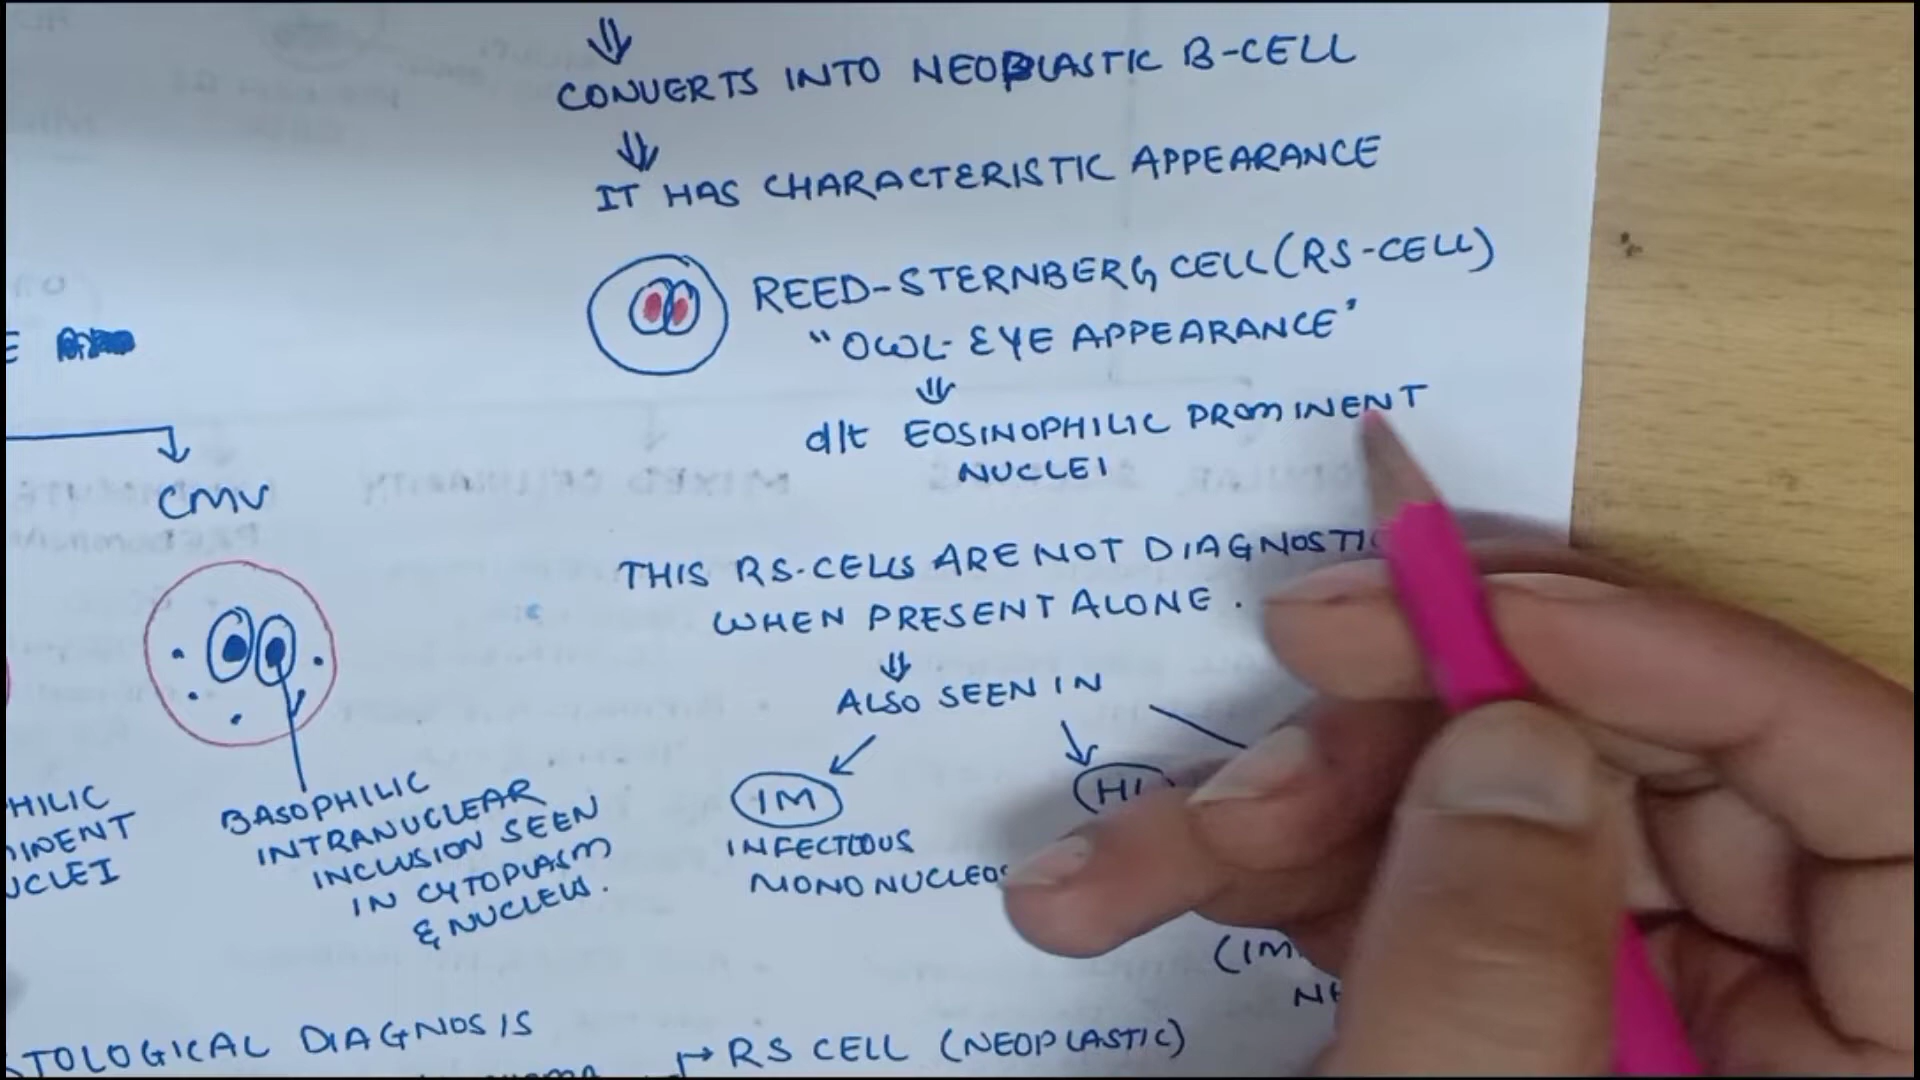 CONVERTS INTO NEOPLASTIC B-CELL
IT HAS CHARACTERISTIC APPEARANCE
REED-STERNBERG CELL (RS-CELL)
"OWL-EYE APPEARANCE"
d/t EOSINOPHILIC PROMINENT
NUCLEI
THIS RS-CELLS ARE NOT DIAGNOSTIC
WHEN PRESENT ALONE.
ALSO SEEN IN
IM
INFECTIOUS
MONONUCLEOS
CMV
BASOPHILIC
INTRANUCLEAR
INCLUSION SEEN
IN CYTOPLASM
& NUCLEUS.
HILIC
INENT
UCLEI
TOLOGICAL DIAGNOSIS
RS CELL (NEOPLASTIC)